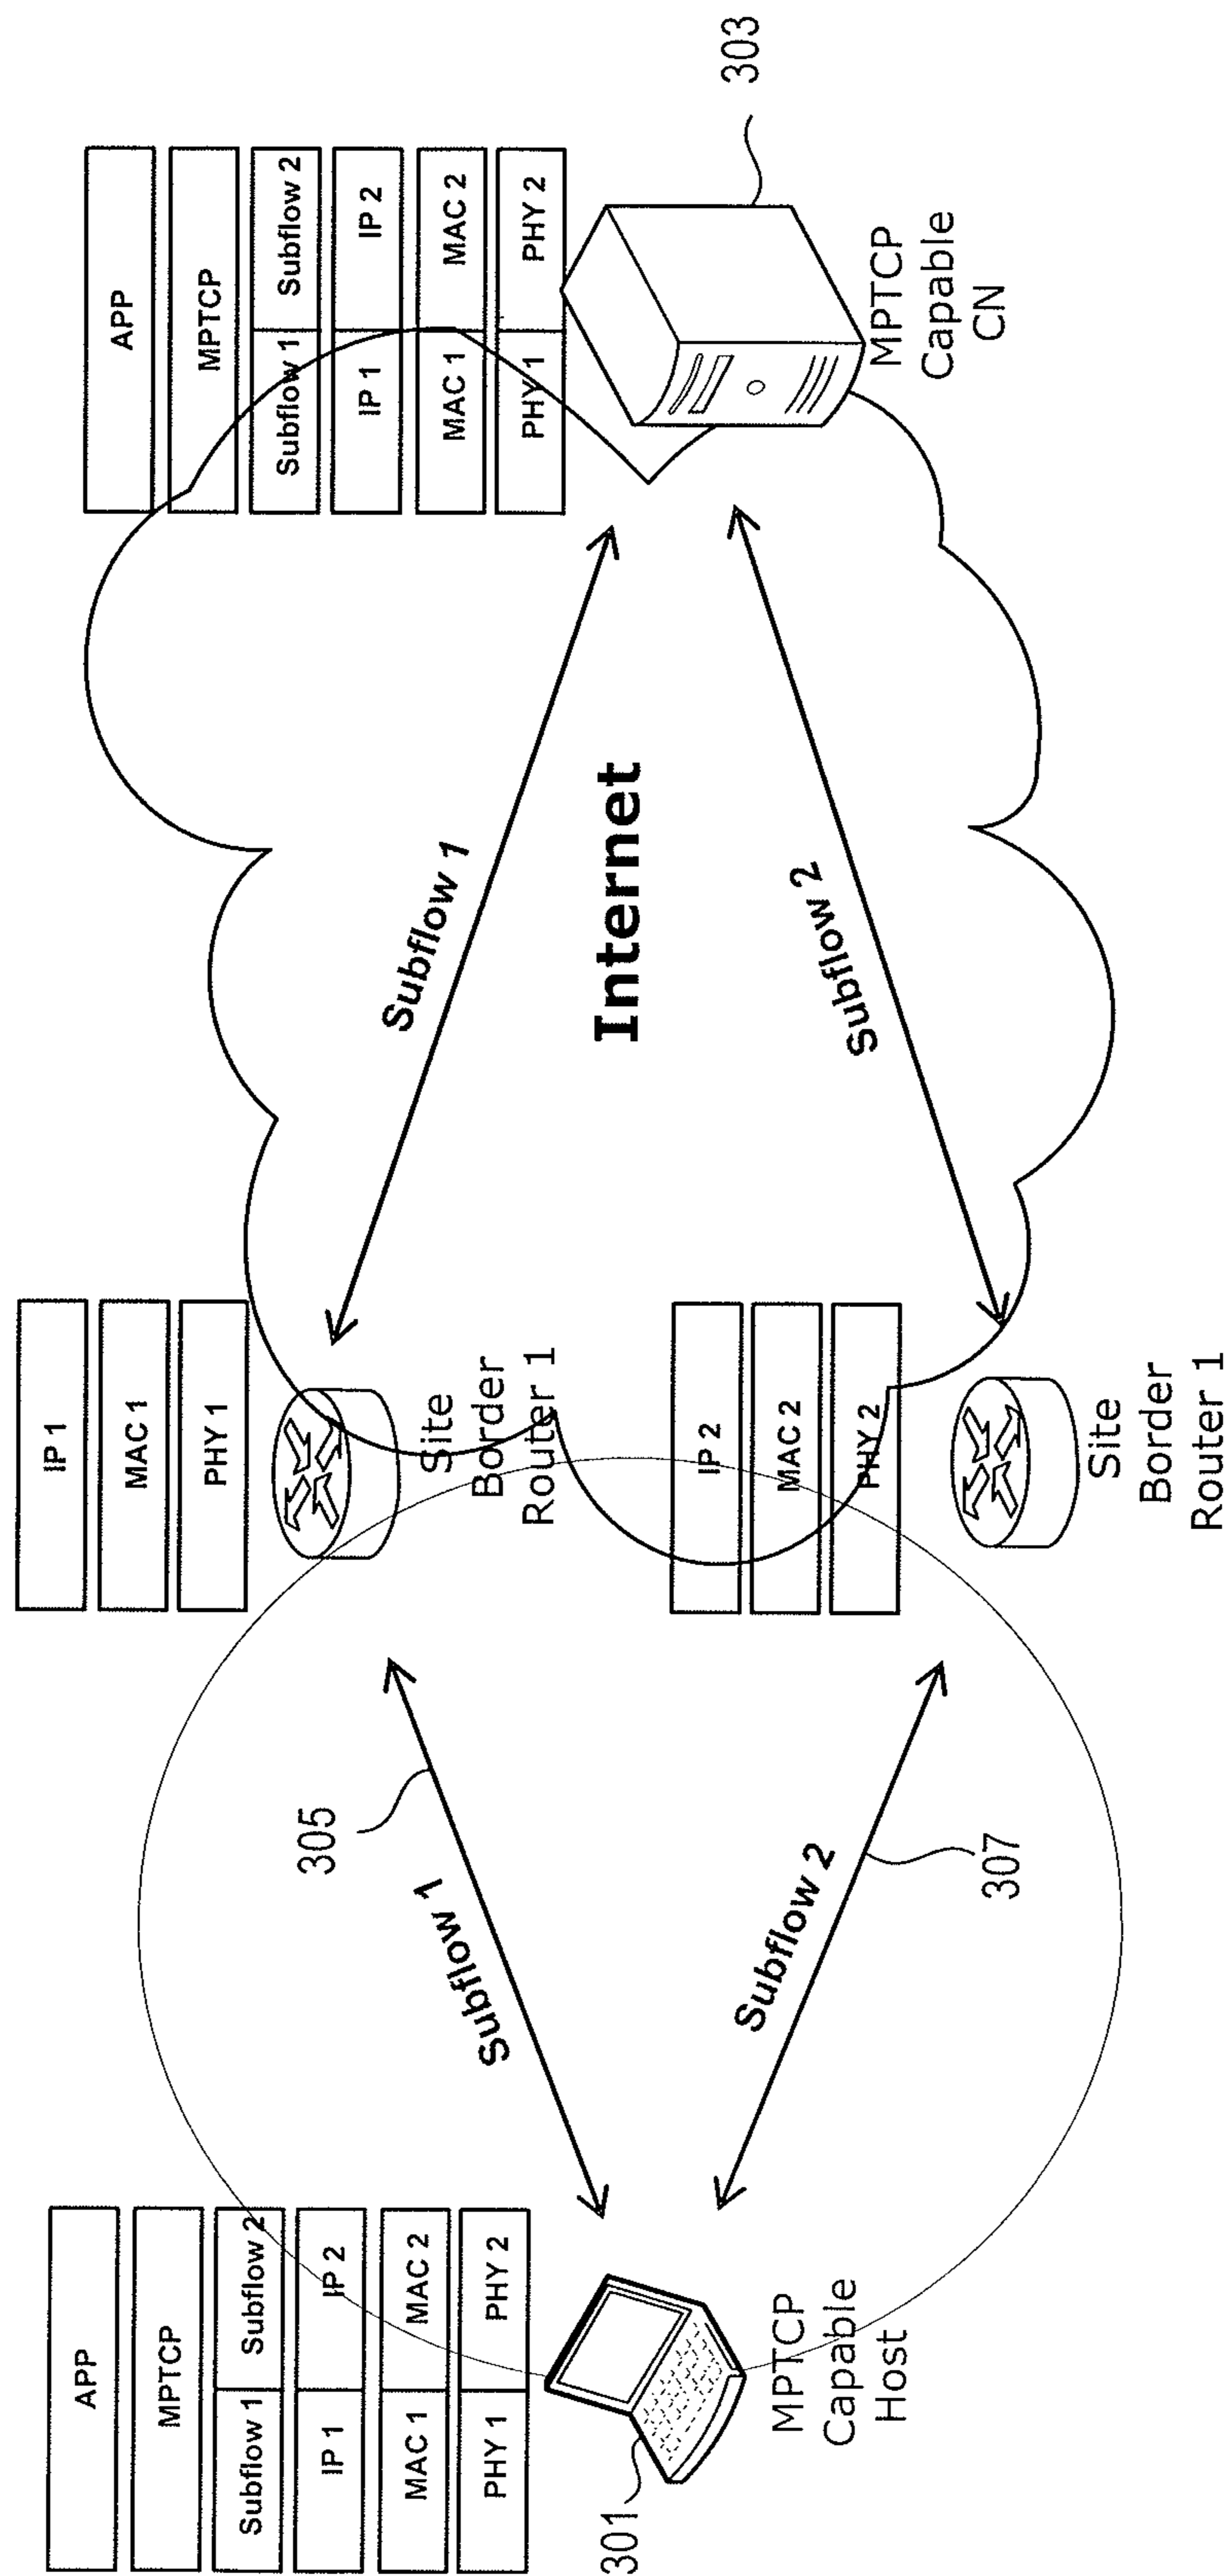 APP
MPTCP
Subflow 1 Subflow 2
IP 1 IP 2
MAC 1 MAC 2
PHY 1 PHY 2
301
MPTCP
Capable
Host
Subflow 1
305
Subflow 2
307
IP 1
MAC 1
PHY 1
Site
Border
Router 1
IP 2
MAC 2
PHY 2
Site
Border
Router 1
Subflow 1
Internet
Subflow 2
APP
MPTCP
Subflow 1 Subflow 2
IP 1 IP 2
MAC 1 MAC 2
PHY 1 PHY 2
303
MPTCP
Capable
CN